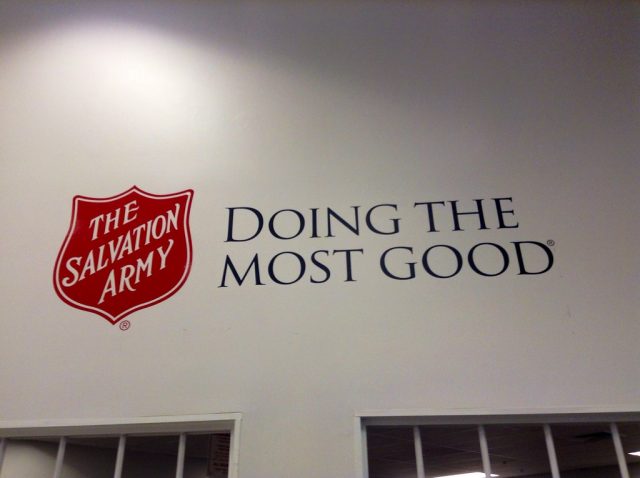 THE
SALVATION
ARMY
®
DOING THE
MOST GOOD®